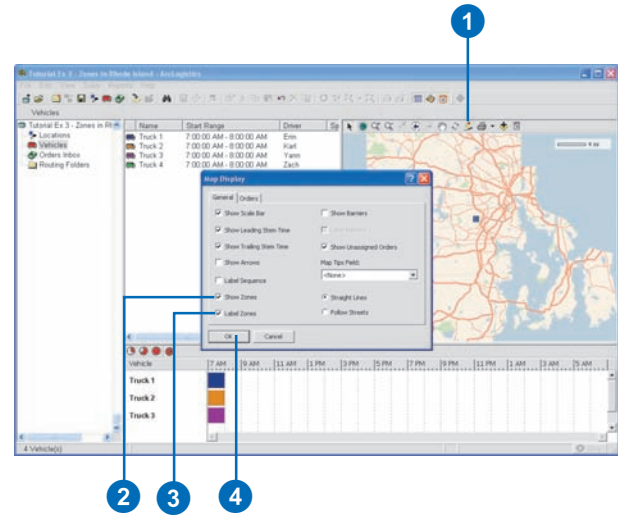 1
Tutorial Ex 3 - Zones in Rhode Island - ArcLogistics
Vehicles
Tutorial Ex 3 - Zones in Rh
Locations
Vehicles
Orders Inbox
Routing Folders
Name Start Range Driver Sp
Truck 1 7:00:00 AM - 8:00:00 AM Erin
Truck 2 7:00:00 AM - 8:00:00 AM Karl
Truck 3 7:00:00 AM - 8:00:00 AM Yann
Truck 4 7:00:00 AM - 8:00:00 AM Zach
Map Display
General Orders
Show Scale Bar
Show Barriers
Show Leading Stem Time
Show Trailing Stem Time
Show Unassigned Orders
Show Arrows
Map Tips Field:
<None>
Label Sequence
Show Zones
Straight Lines
Label Zones
Follow Streets
OK Cancel
Vehicle 7 AM 9 AM 11 AM 1 PM 3 PM 5 PM 7 PM 9 PM 11 PM 1 AM 3 AM 5 AM
Truck 1
Truck 2
Truck 3
4 Vehicle(s)
2 3 4